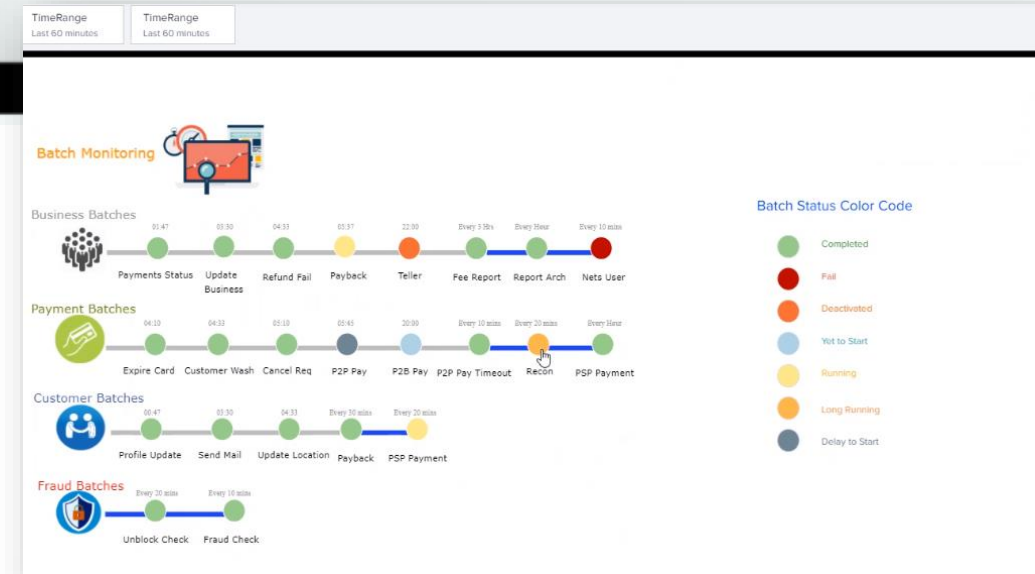 TimeRange
Last 60 minutes
TimeRange
Last 60 minutes
Batch Monitoring
Business Batches
01:47 03:30 04:33 05:37 22:00 Every 3 Hrs Every Hour Every 10 mins
Payments Status Update Business Refund Fail Payback Teller Fee Report Report Arch Nets User
Payment Batches
04:10 04:33 05:10 05:45 20:00 Every 10 mins Every 20 mins Every Hour
Expire Card Customer Wash Cancel Req P2P Pay P2B Pay P2P Pay Timeout Recon PSP Payment
Customer Batches
00:47 03:30 04:33 Every 50 mins Every 20 mins
Profile Update Send Mail Update Location Payback PSP Payment
Fraud Batches
Every 20 mins Every 10 mins
Unblock Check Fraud Check
Batch Status Color Code
Completed
Fail
Deactivated
Yet to Start
Running
Long Running
Delay to Start